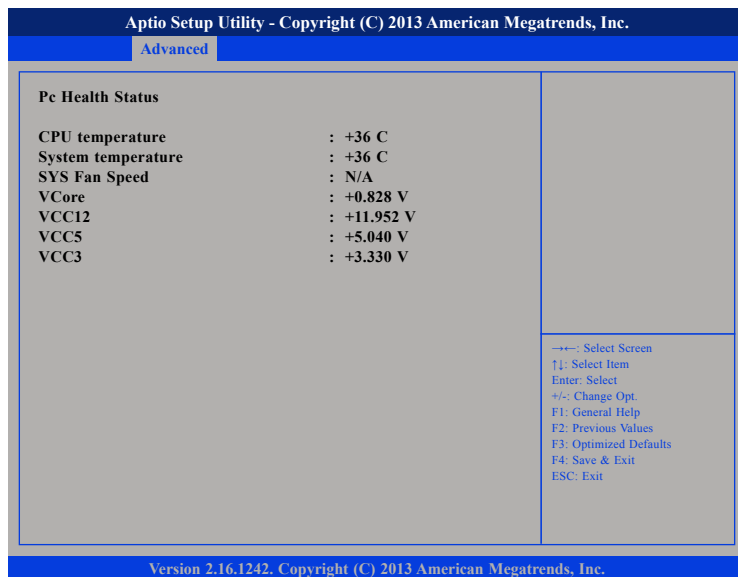 Aptio Setup Utility - Copyright (C) 2013 American Megatrends, Inc.
Advanced
Pc Health Status
CPU temperature : +36 C
System temperature : +36 C
SYS Fan Speed : N/A
VCore : +0.828 V
VCC12 : +11.952 V
VCC5 : +5.040 V
VCC3 : +3.330 V
→←: Select Screen
↑↓: Select Item
Enter: Select
+/-: Change Opt.
F1: General Help
F2: Previous Values
F3: Optimized Defaults
F4: Save & Exit
ESC: Exit
Version 2.16.1242. Copyright (C) 2013 American Megatrends, Inc.